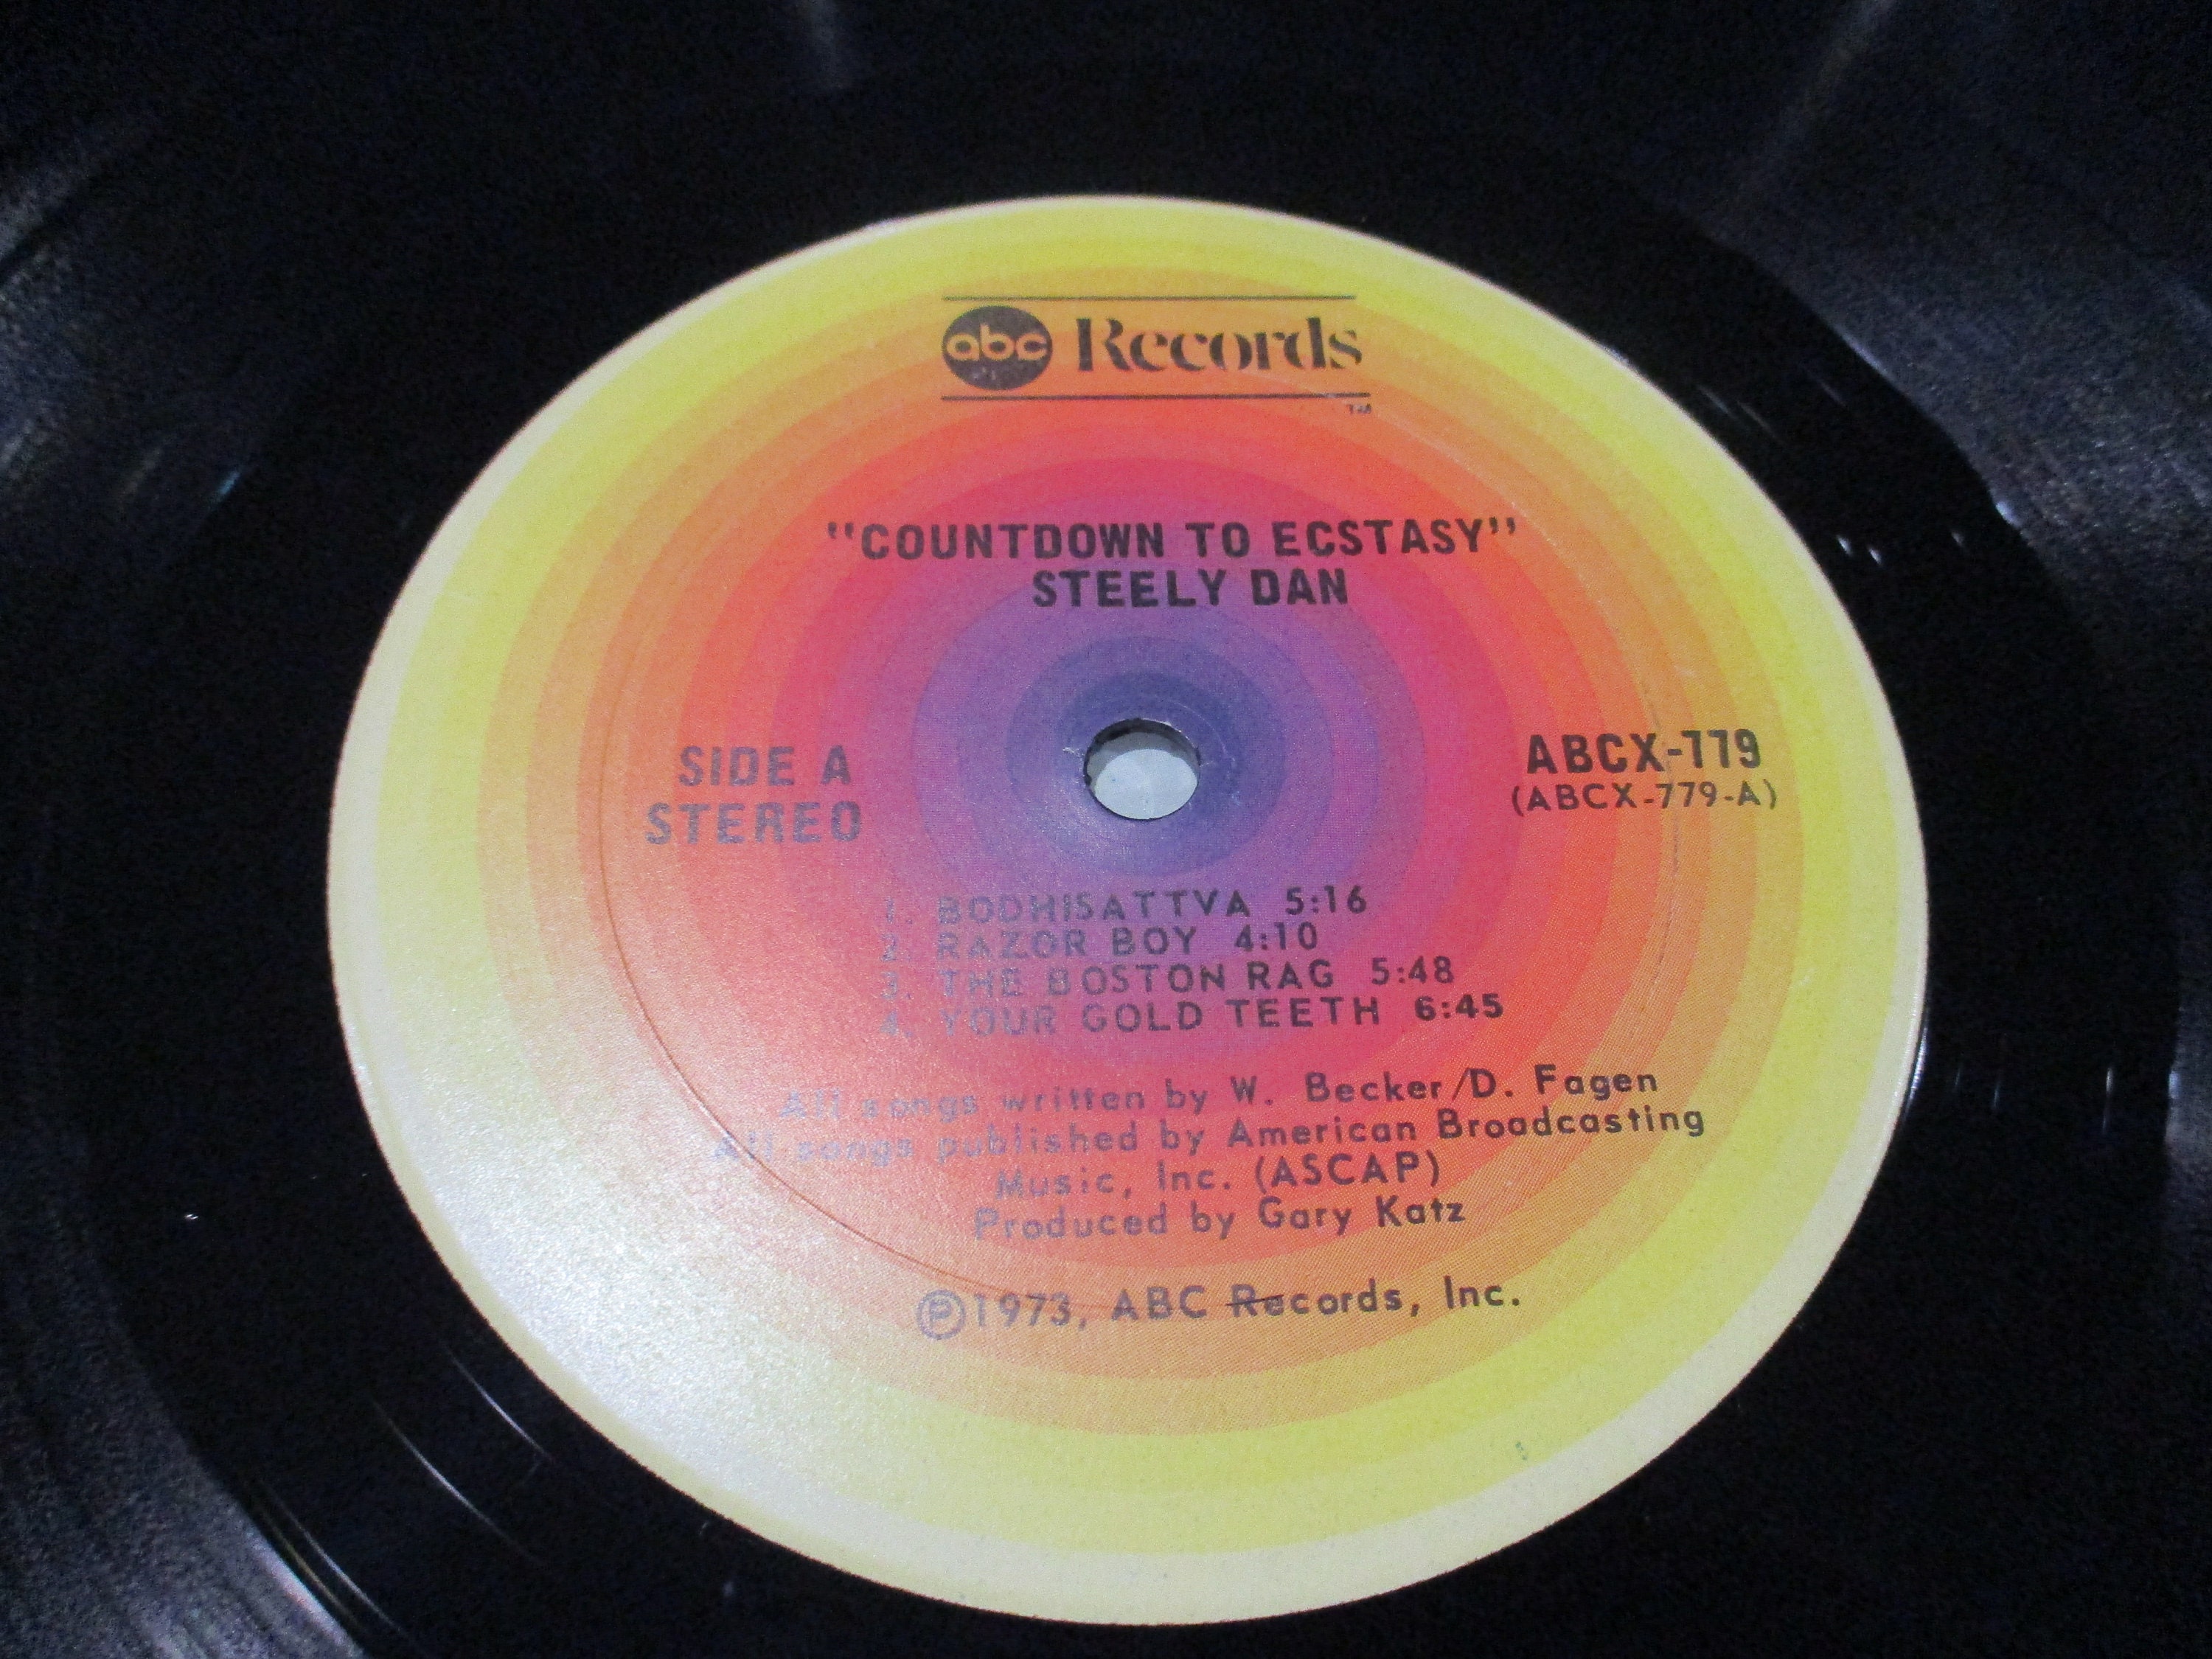 abc Records
TM
"COUNTDOWN TO ECSTASY"
STEELY DAN
SIDE A
STEREO
ABCX-779
(ABCX-779-A)
1. BODHISATTVA 5:16
2. RAZOR BOY 4:10
3. THE BOSTON RAG 5:48
4. YOUR GOLD TEETH 6:45
All songs written by W. Becker/D. Fagen
All songs published by American Broadcasting
Music, Inc. (ASCAP)
Produced by Gary Katz
℗1973, ABC Records, Inc.